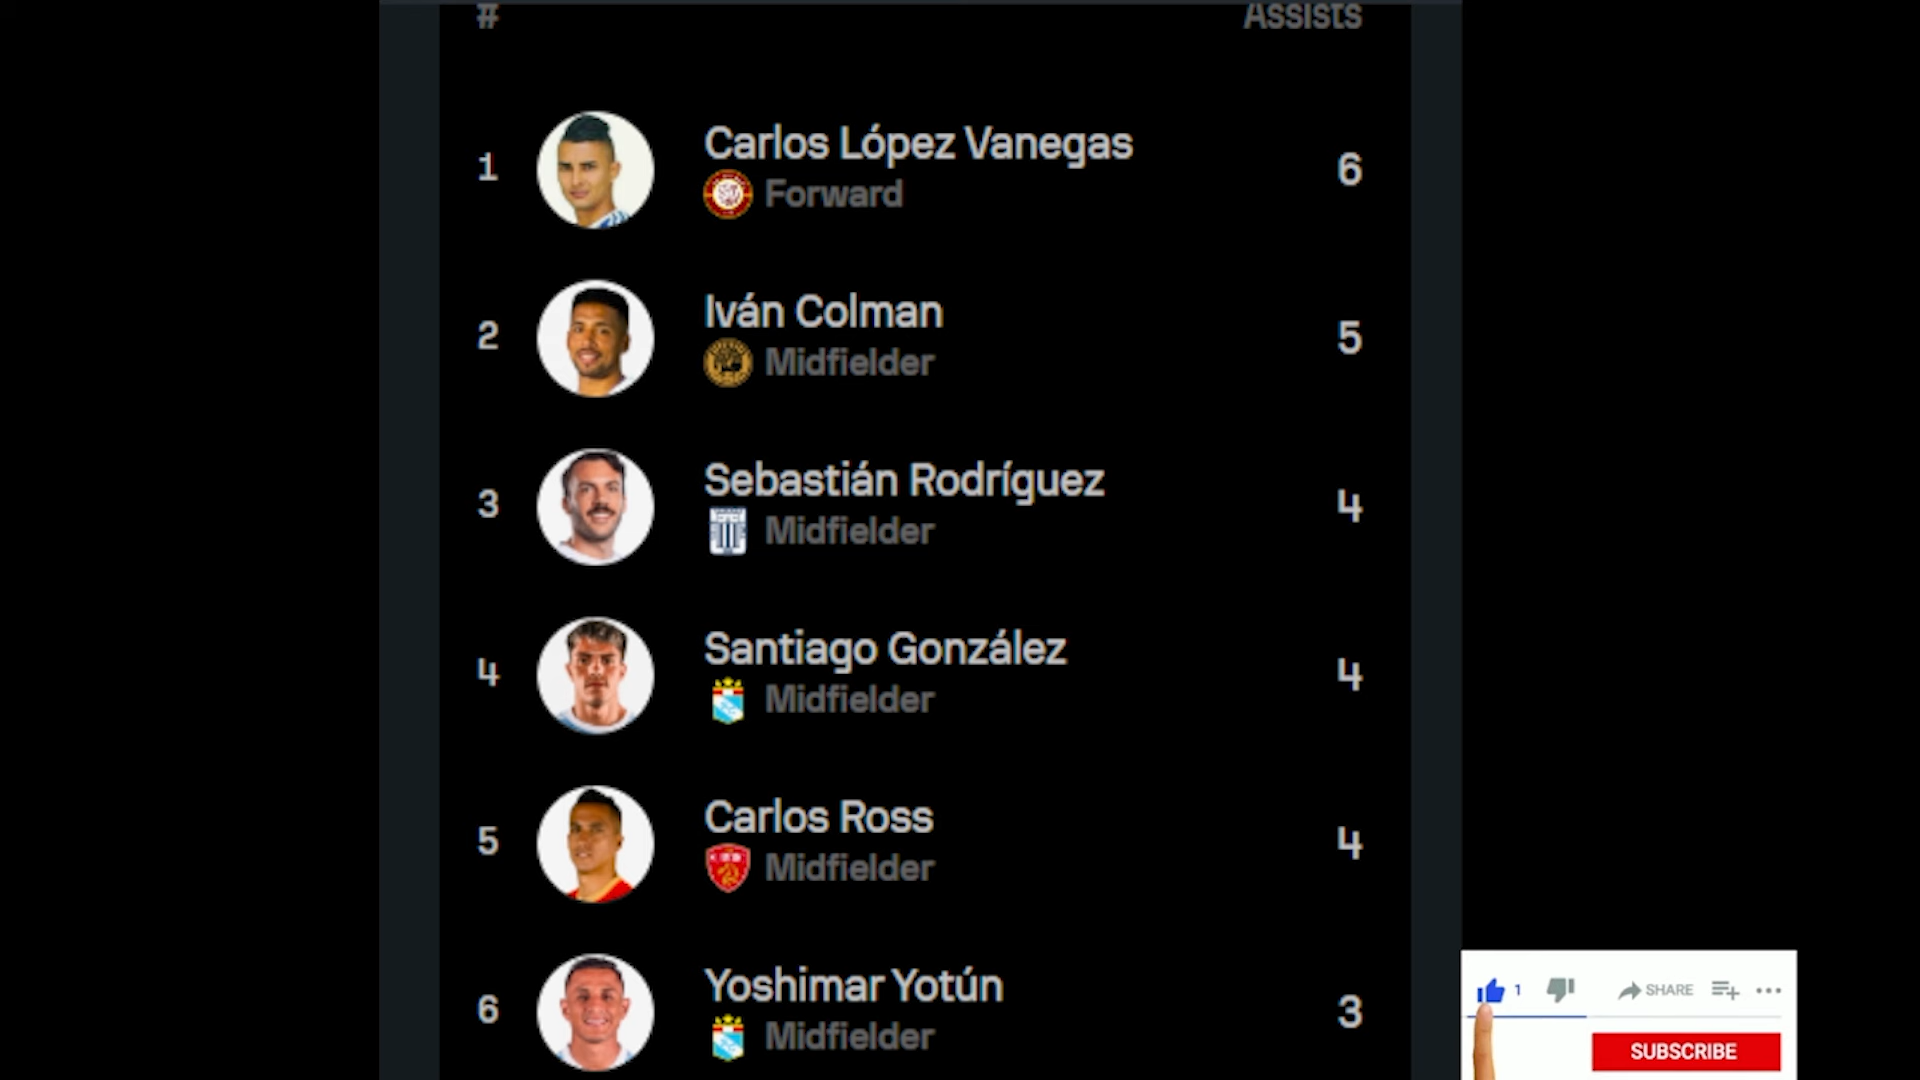 # Assists
1 Carlos López Vanegas 6
Forward
2 Iván Colman 5
Midfielder
3 Sebastián Rodríguez 4
Midfielder
4 Santiago González 4
Midfielder
5 Carlos Ross 4
Midfielder
6 Yoshimar Yotún 3
Midfielder
1 SHARE
SUBSCRIBE